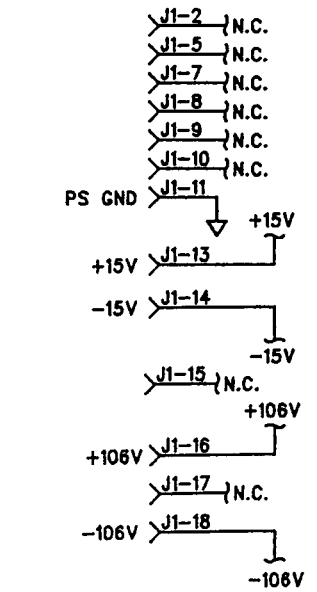 J1-2 N.C.
J1-5 N.C.
J1-7 N.C.
J1-8 N.C.
J1-9 N.C.
J1-10 N.C.
PS GND J1-11
+15V
+15V J1-13
-15V J1-14
-15V
J1-15 N.C.
+106V
+106V J1-16
J1-17 N.C.
-106V J1-18
-106V